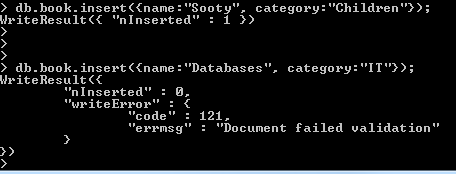 > db.book.insert({name:"Sooty", category:"Children"});
WriteResult({ "nInserted" : 1 })
>
>
>
> db.book.insert({name:"Databases", category:"IT"});
WriteResult({
        "nInserted" : 0,
        "writeError" : {
                "code" : 121,
                "errmsg" : "Document failed validation"
        }
})
>